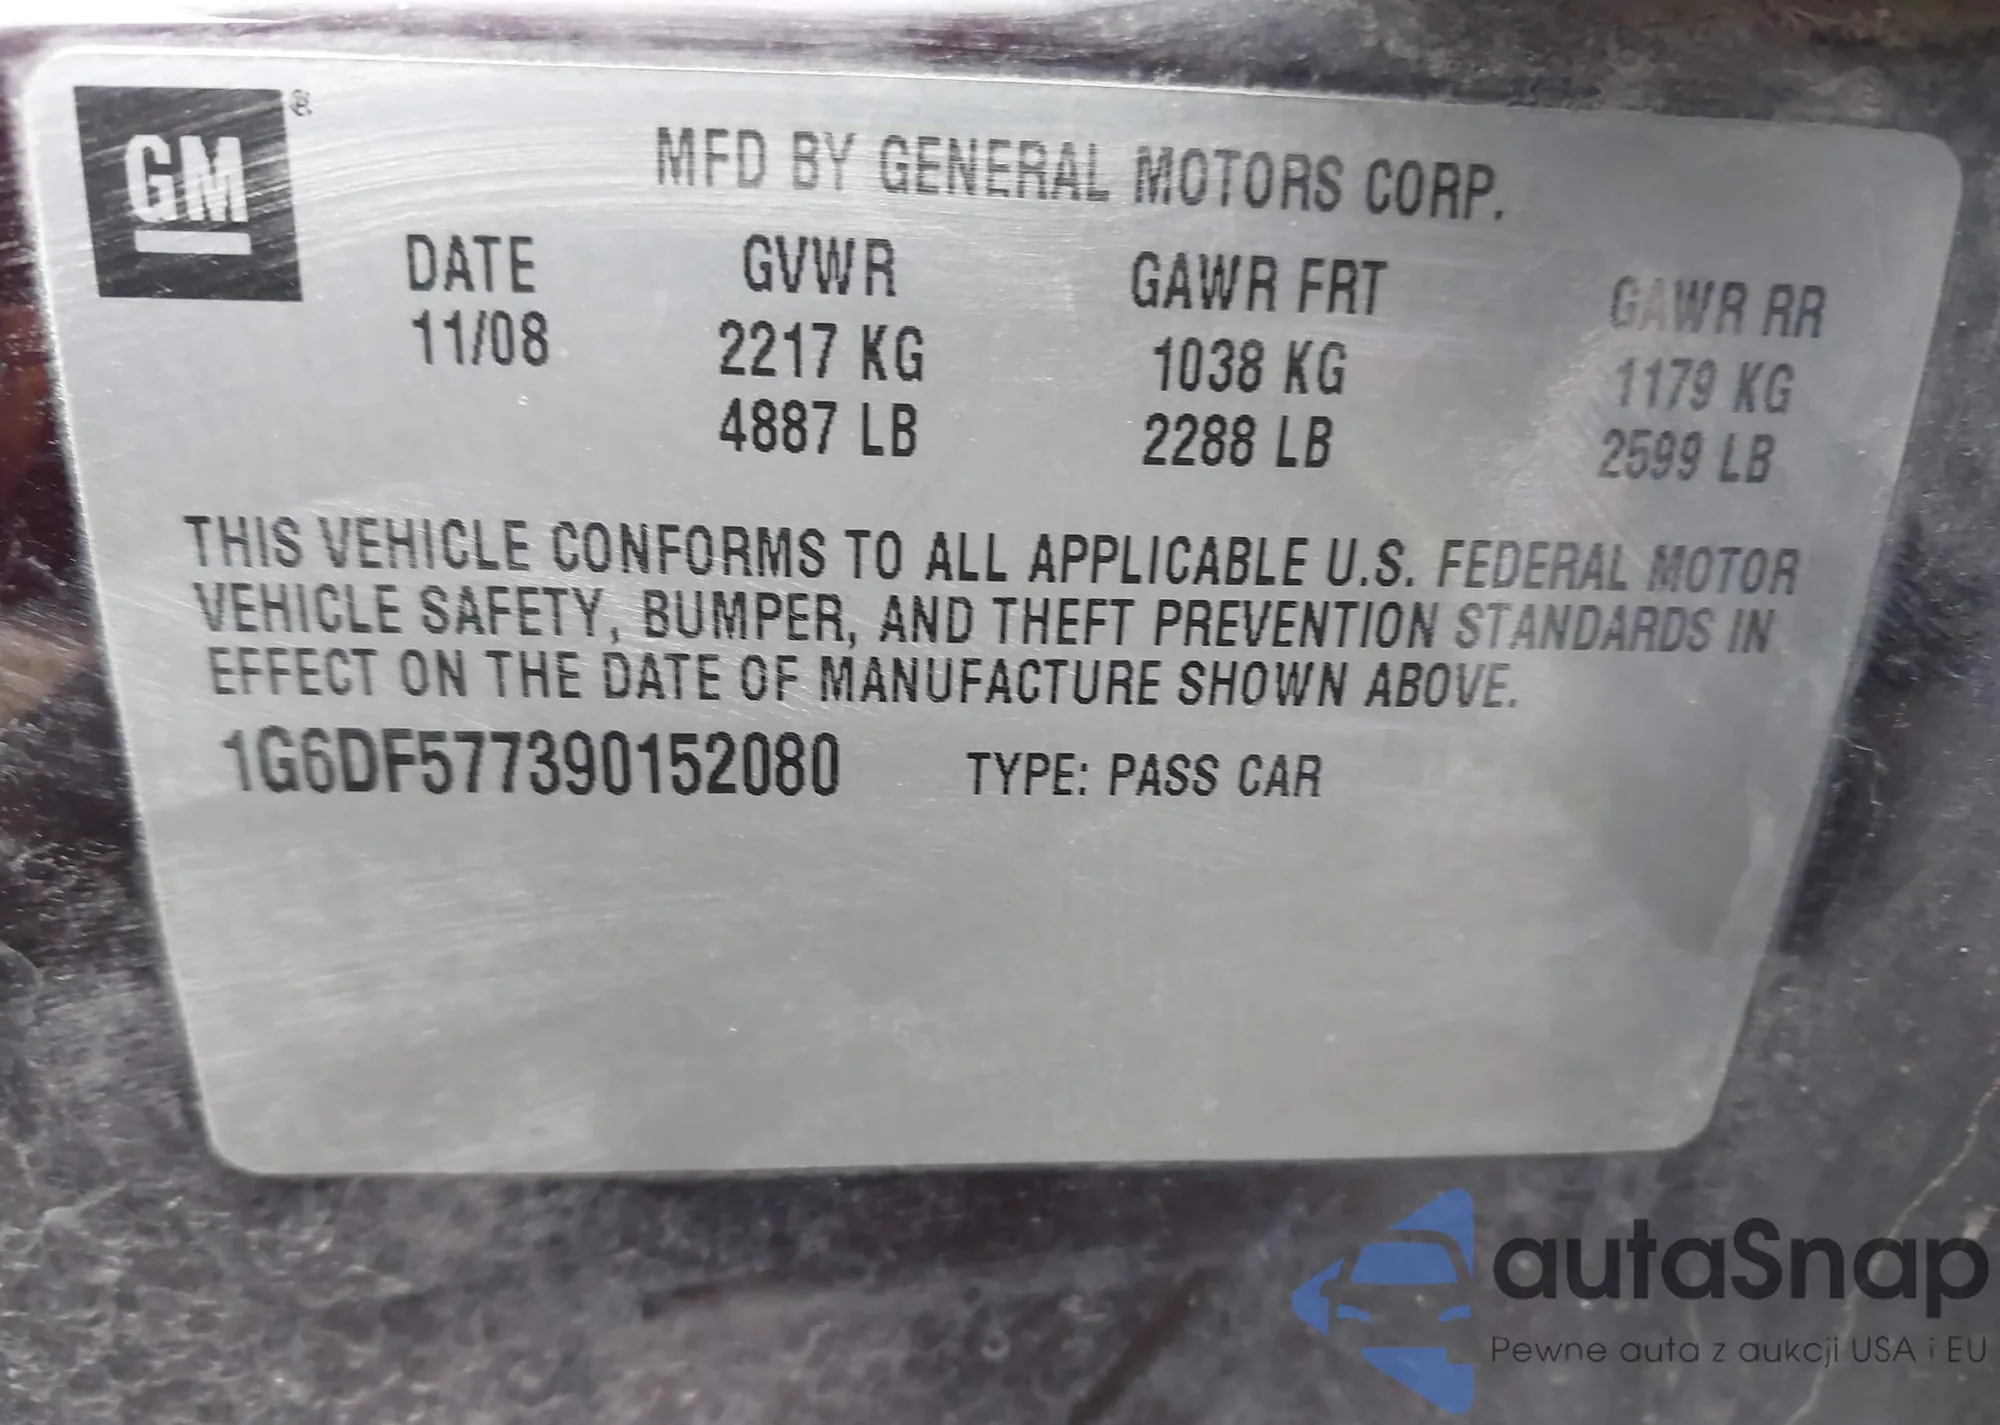 GM ®
MFD BY GENERAL MOTORS CORP.
DATE GVWR GAWR FRT GAWR RR
11/08 2217 KG 1038 KG 1179 KG
4887 LB 2288 LB 2599 LB
THIS VEHICLE CONFORMS TO ALL APPLICABLE U.S. FEDERAL MOTOR
VEHICLE SAFETY, BUMPER, AND THEFT PREVENTION STANDARDS IN
EFFECT ON THE DATE OF MANUFACTURE SHOWN ABOVE.
1G6DF577390152080 TYPE: PASS CAR
autaSnap
Pewne auta z aukcji USA i EU